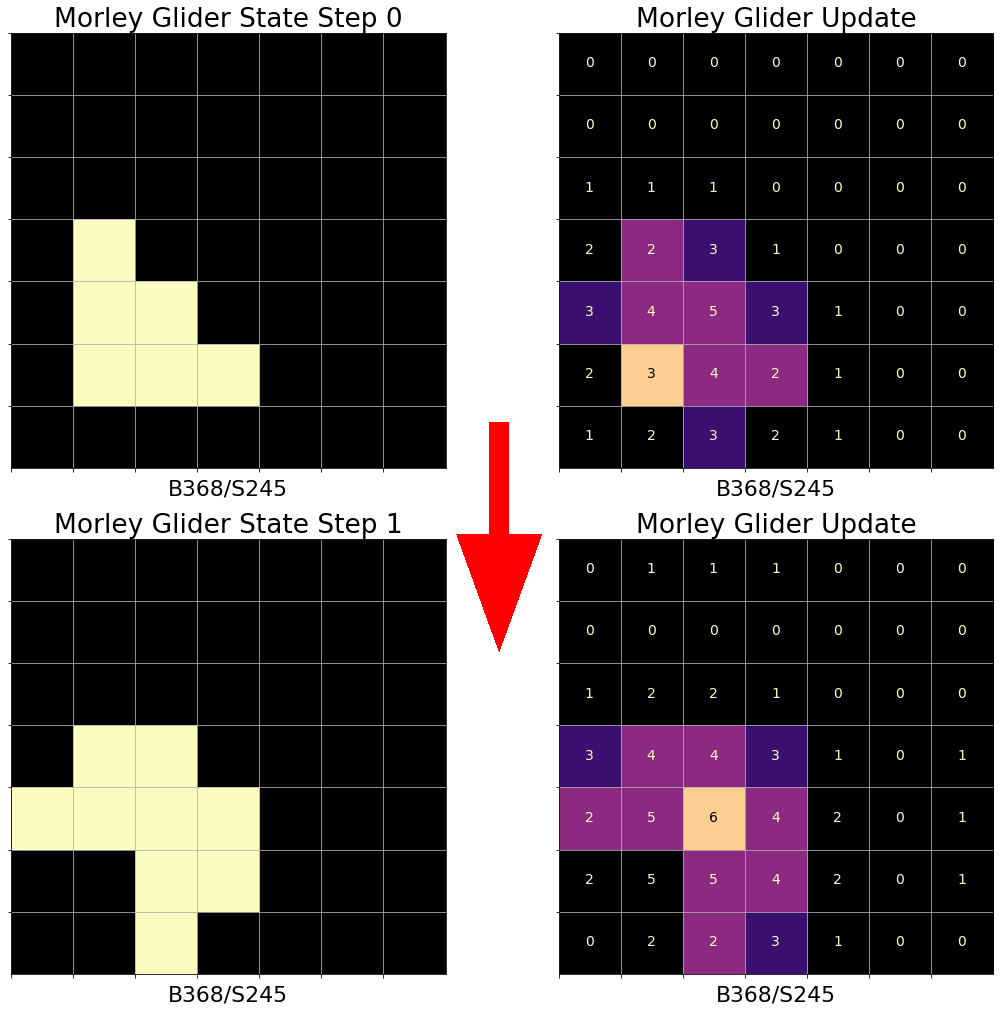 Morley Glider State Step 0
Morley Glider Update
0 0 0 0 0 0 0
0 0 0 0 0 0 0
1 1 1 0 0 0 0
2 2 3 1 0 0 0
3 4 5 3 1 0 0
2 3 4 2 1 0 0
1 2 3 2 1 0 0
B368/S245
B368/S245
Morley Glider State Step 1
Morley Glider Update
0 1 1 1 0 0 0
0 0 0 0 0 0 0
1 2 2 1 0 0 0
3 4 4 3 1 0 1
2 5 6 4 2 0 1
2 5 5 4 2 0 1
0 2 2 3 1 0 0
B368/S245
B368/S245